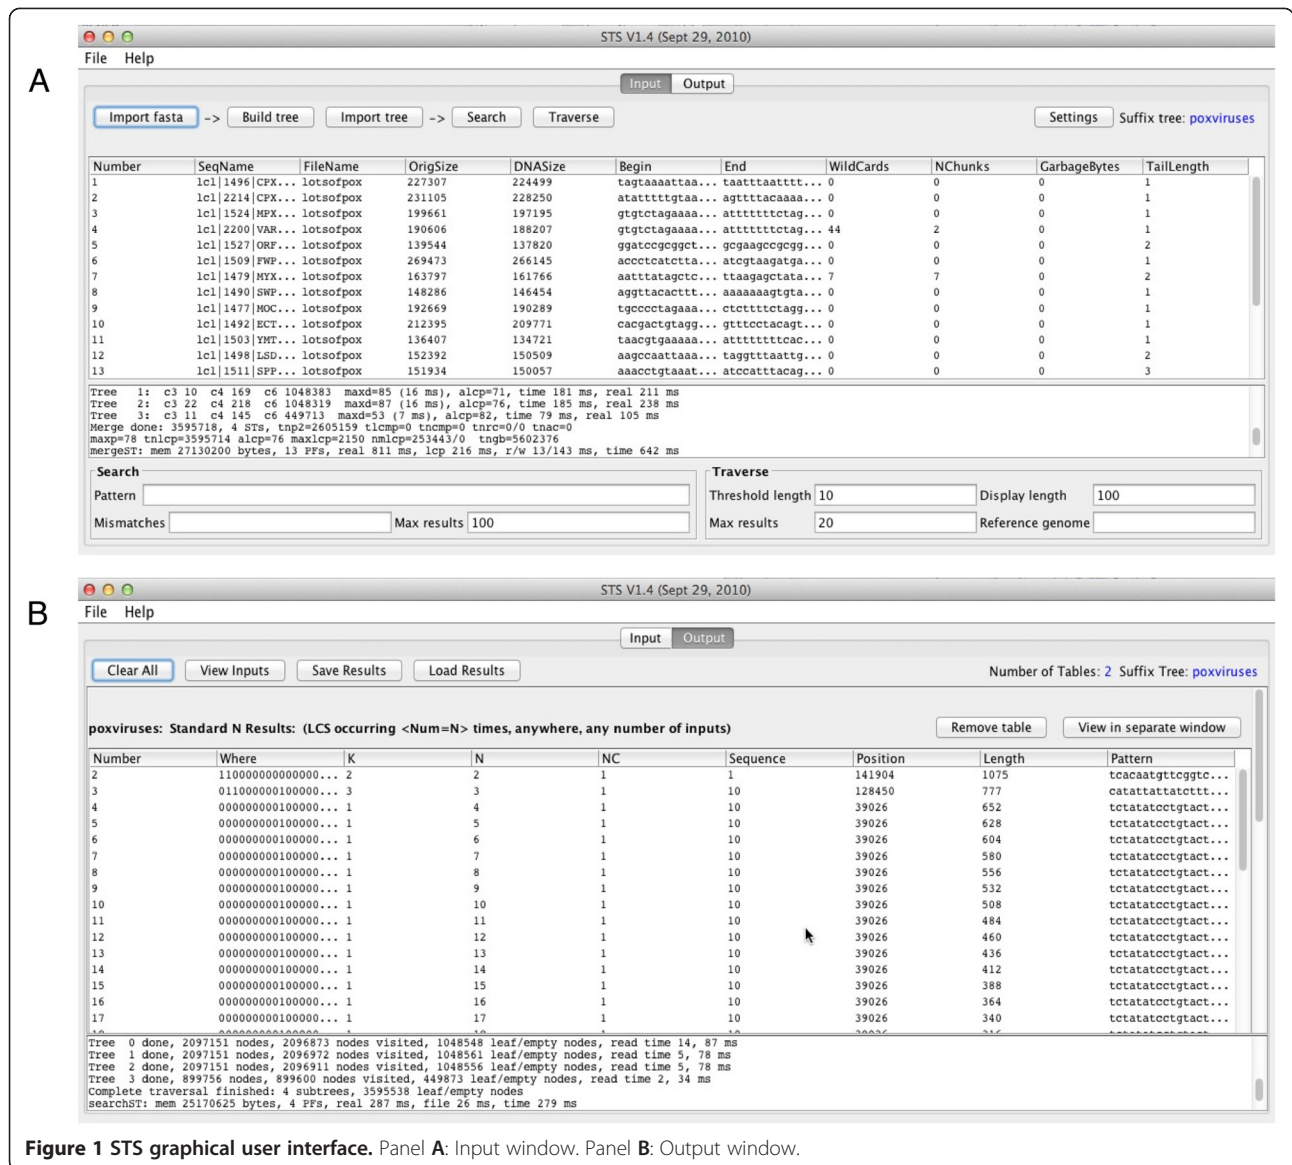 A
STS V1.4 (Sept 29, 2010)
File Help
Input Output
Import fasta -> Build tree Import tree -> Search Traverse Settings Suffix tree: poxviruses
Number SeqName FileName OrigSize DNASize Begin End WildCards NChunks GarbageBytes TailLength
1 lcl|1496|CPX... lotsofpox 227307 224499 tagtaaaattaa... taatttaatttt... 0 0 0 1
2 lcl|2214|CPX... lotsofpox 231105 228250 atatttttgtaa... agttttacaaaa... 0 0 0 1
3 lcl|1524|MPX... lotsofpox 199661 197195 gtgtctagaaaa... atttttttctag... 0 0 0 1
4 lcl|2200|VAR... lotsofpox 190606 188207 gtgtctagaaaa... atttttttctag... 44 2 0 1
5 lcl|1527|ORF... lotsofpox 139544 137820 ggatccgcggct... gcgaagccgcgg... 0 0 0 2
6 lcl|1509|FWP... lotsofpox 269473 266145 accctcatctta... atcgtaagatga... 0 0 0 1
7 lcl|1479|MYX... lotsofpox 163797 161766 aatttatagctc... ttaagagctata... 7 7 0 2
8 lcl|1490|SWP... lotsofpox 148286 146454 aggttacacttt... aaaaaaagtgta... 0 0 0 1
9 lcl|1477|MOC... lotsofpox 192669 190289 tgcccctagaaa... ctcttttctagg... 0 0 0 1
10 lcl|1492|ECT... lotsofpox 212395 209771 cacgactgtagg... gtttcctacagt... 0 0 0 1
11 lcl|1503|YMT... lotsofpox 136407 134721 taacgtgaaaaa... attttttttcac... 0 0 0 1
12 lcl|1498|LSD... lotsofpox 152392 150509 aagccaattaaa... taggtttaattg... 0 0 0 2
13 lcl|1511|SPP... lotsofpox 151934 150057 aaacctgtaaat... atccatttacag... 0 0 0 3
Tree 1: c3 10 c4 169 c6 1048383 maxd=85 (16 ms), alcp=71, time 181 ms, real 211 ms
Tree 2: c3 22 c4 218 c6 1048319 maxd=87 (16 ms), alcp=76, time 185 ms, real 238 ms
Tree 3: c3 11 c4 145 c6 449713 maxd=53 (7 ms), alcp=82, time 79 ms, real 105 ms
Merge done: 3595718, 4 STs, tnp2=2605159 tlcmp=0 tncmp=0 tnrc=0/0 tnac=0
maxp=78 tnlcp=3595714 alcp=76 maxlcp=2150 nmlcp=253443/0 tngb=5602376
mergeST: mem 27130200 bytes, 13 PFs, real 811 ms, lcp 216 ms, r/w 13/143 ms, time 642 ms
Search Traverse
Pattern Threshold length 10 Display length 100
Mismatches Max results 100 Max results 20 Reference genome
B
STS V1.4 (Sept 29, 2010)
File Help
Input Output
Clear All View Inputs Save Results Load Results Number of Tables: 2 Suffix Tree: poxviruses
poxviruses: Standard N Results: (LCS occurring <Num=N> times, anywhere, any number of inputs) Remove table View in separate window
Number Where K N NC Sequence Position Length Pattern
2 110000000000000... 2 2 1 1 141904 1075 tcacaatgttcggtc...
3 011000000100000... 3 3 1 10 128450 777 catattattatcttt...
4 000000000100000... 1 4 1 10 39026 652 tctatatcctgtact...
5 000000000100000... 1 5 1 10 39026 628 tctatatcctgtact...
6 000000000100000... 1 6 1 10 39026 604 tctatatcctgtact...
7 000000000100000... 1 7 1 10 39026 580 tctatatcctgtact...
8 000000000100000... 1 8 1 10 39026 556 tctatatcctgtact...
9 000000000100000... 1 9 1 10 39026 532 tctatatcctgtact...
10 000000000100000... 1 10 1 10 39026 508 tctatatcctgtact...
11 000000000100000... 1 11 1 10 39026 484 tctatatcctgtact...
12 000000000100000... 1 12 1 10 39026 460 tctatatcctgtact...
13 000000000100000... 1 13 1 10 39026 436 tctatatcctgtact...
14 000000000100000... 1 14 1 10 39026 412 tctatatcctgtact...
15 000000000100000... 1 15 1 10 39026 388 tctatatcctgtact...
16 000000000100000... 1 16 1 10 39026 364 tctatatcctgtact...
17 000000000100000... 1 17 1 10 39026 340 tctatatcctgtact...
Tree 0 done, 2097151 nodes, 2096873 nodes visited, 1048548 leaf/empty nodes, read time 14, 87 ms
Tree 1 done, 2097151 nodes, 2096972 nodes visited, 1048561 leaf/empty nodes, read time 5, 78 ms
Tree 2 done, 2097151 nodes, 2096911 nodes visited, 1048556 leaf/empty nodes, read time 5, 78 ms
Tree 3 done, 899756 nodes, 899600 nodes visited, 449873 leaf/empty nodes, read time 2, 34 ms
Complete traversal finished: 4 subtrees, 3595538 leaf/empty nodes
searchST: mem 25170625 bytes, 4 PFs, real 287 ms, file 26 ms, time 279 ms
Figure 1 STS graphical user interface. Panel A: Input window. Panel B: Output window.